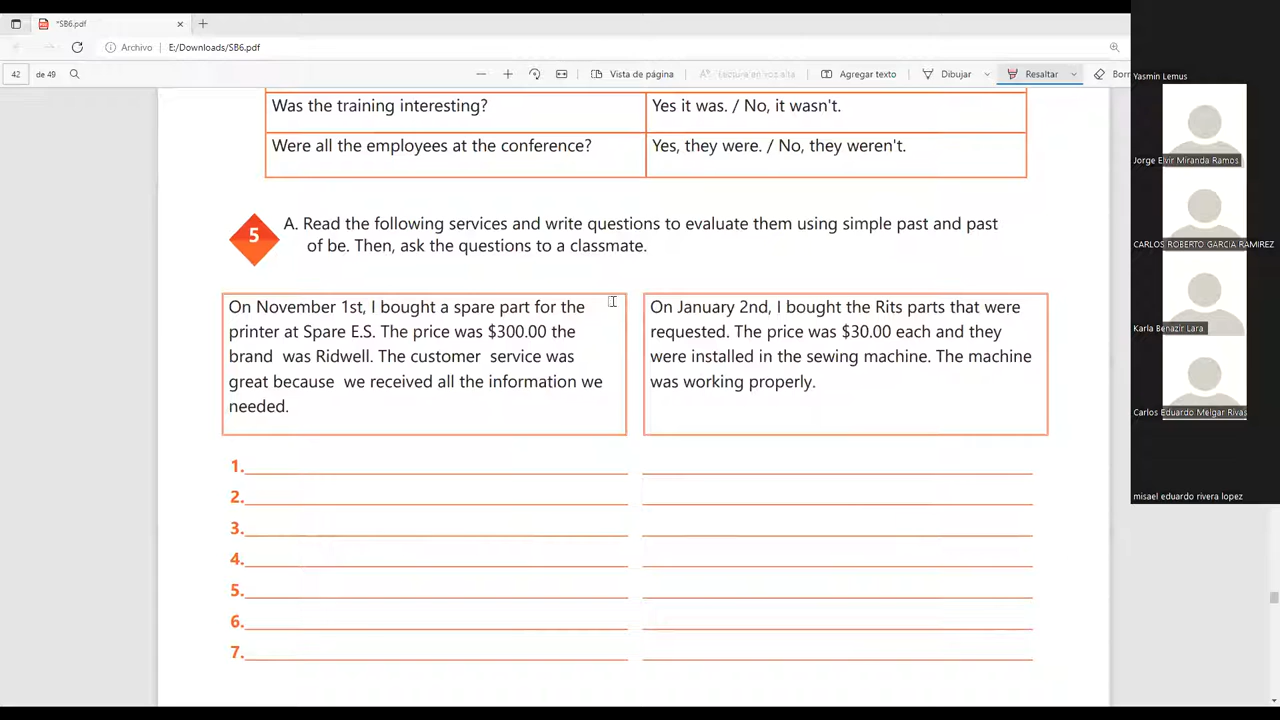 *SB6.pdf
Archivo
E:/Downloads/SB6.pdf
42
de 49
Vista de página
Lectura en voz alta
Agregar texto
Dibujar
Resaltar
Borr
Was the training interesting?
Yes it was. / No, it wasn't.
Were all the employees at the conference?
Yes, they were. / No, they weren't.
5
A. Read the following services and write questions to evaluate them using simple past and past
of be. Then, ask the questions to a classmate.
On November 1st, I bought a spare part for the
printer at Spare E.S. The price was $300.00 the
brand was Ridwell. The customer service was
great because we received all the information we
needed.
On January 2nd, I bought the Rits parts that were
requested. The price was $30.00 each and they
were installed in the sewing machine. The machine
was working properly.
1.
2.
3.
4.
5.
6.
7.
Yasmin Lemus
Jorge Elvir Miranda Ramos
CARLOS ROBERTO GARCIA RAMIREZ
Karla Benazir Lara
Carlos Eduardo Melgar Rivas
misael eduardo rivera lopez